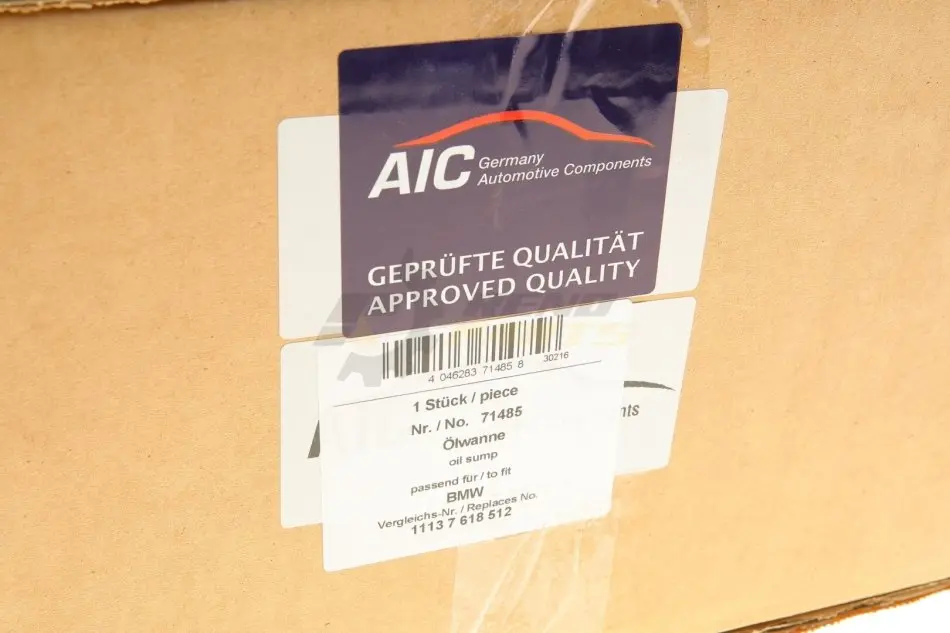 AIC Germany
Automotive Components
GEPRÜFTE QUALITÄT
APPROVED QUALITY
4 046283 71485 8
30216
1 Stück / piece
Nr. / No. 71485
Ölwanne
oil sump
passend für / to fit
BMW
Vergleichs-Nr. / Replaces No.
1113 7 618 512